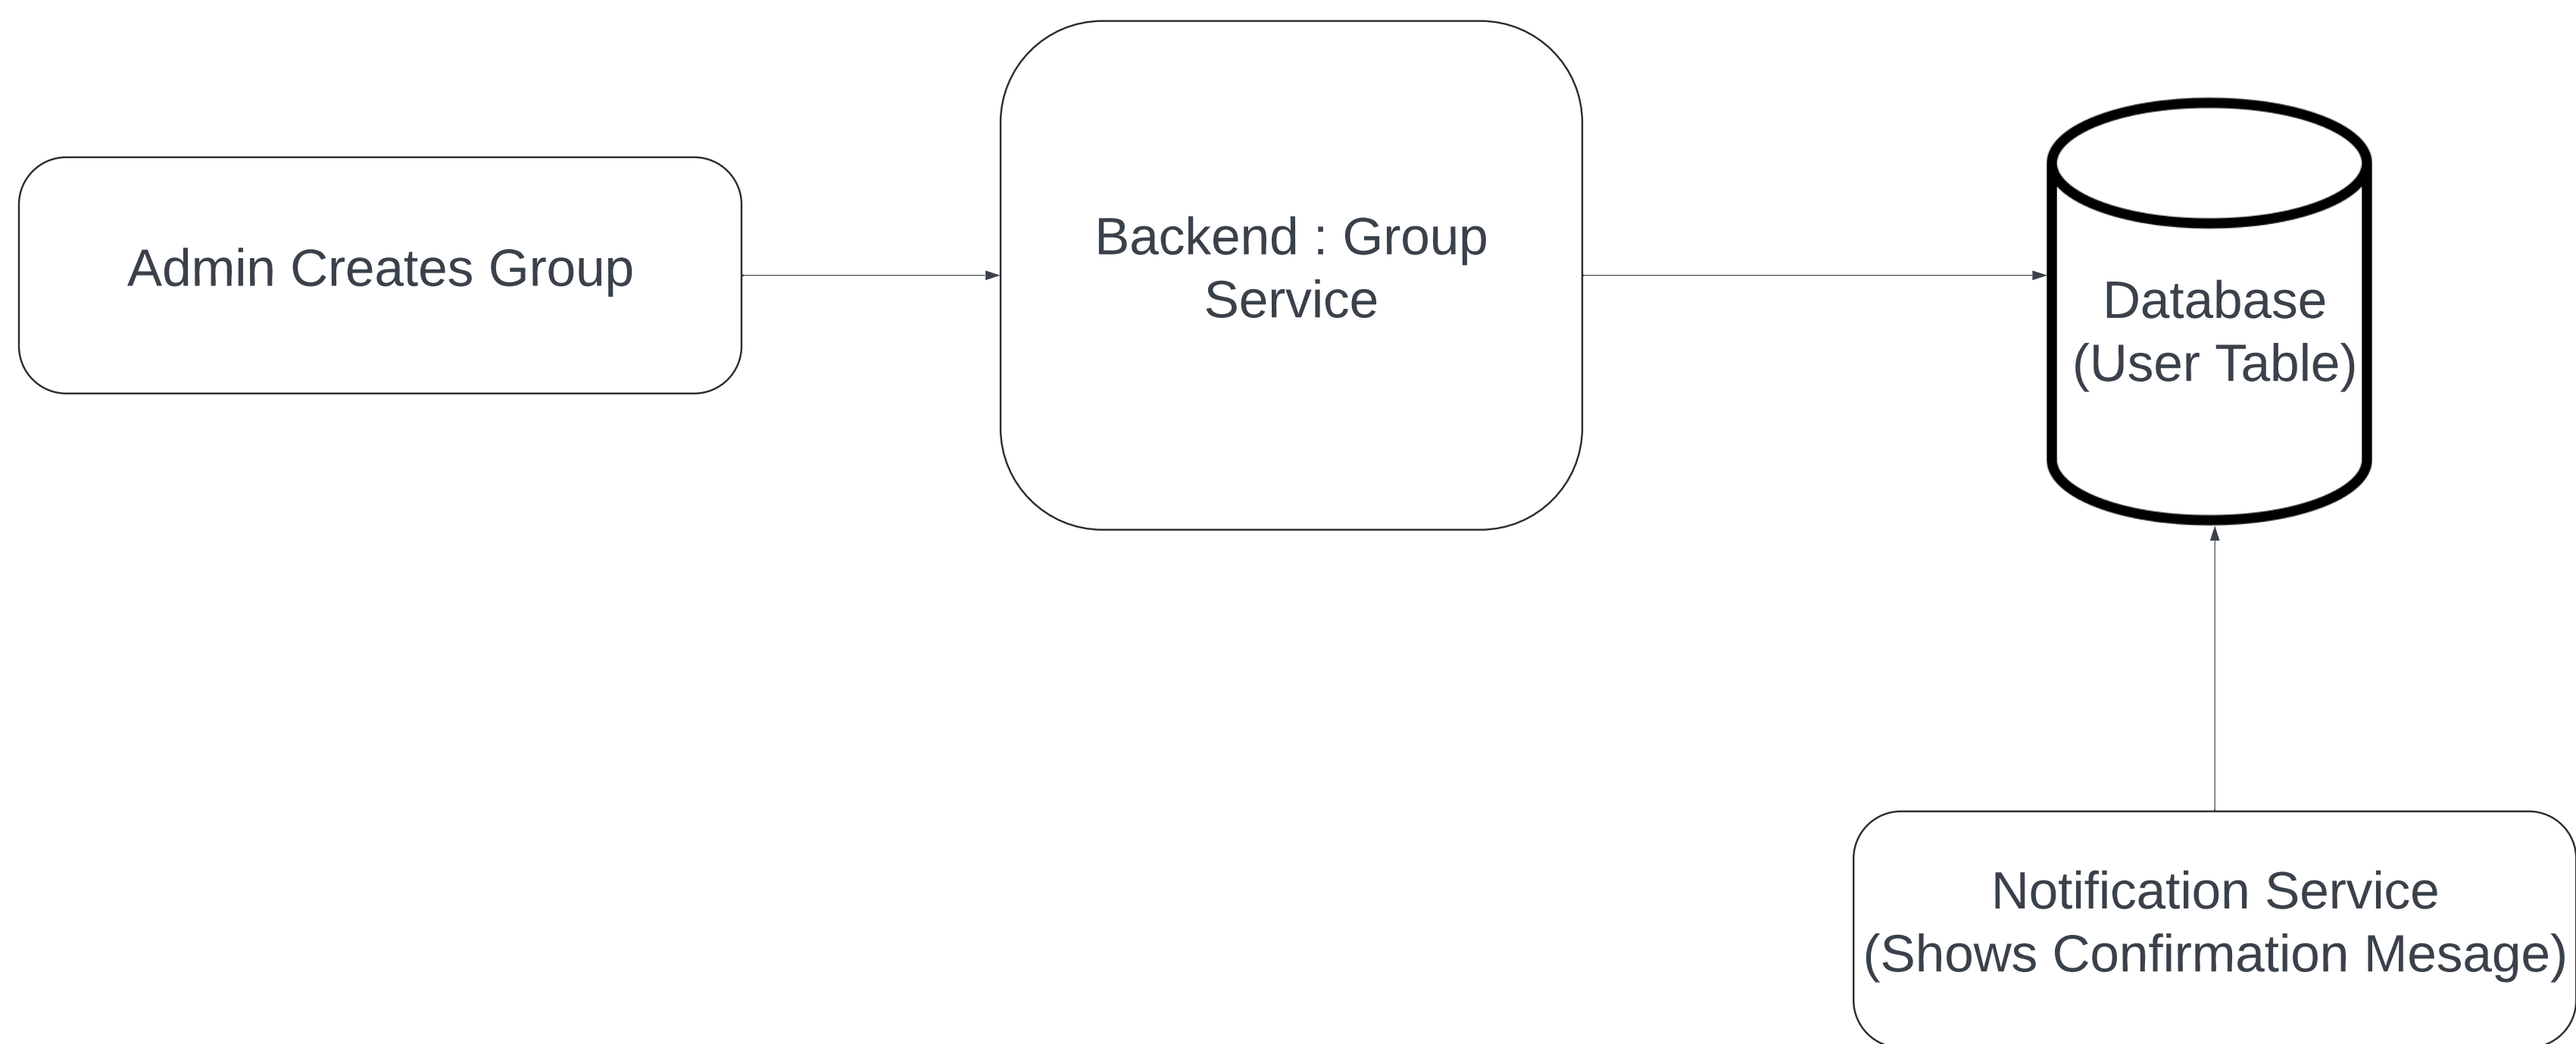 Admin Creates Group
Backend : Group
Service
Database
(User Table)
Notification Service
(Shows Confirmation Mesage)